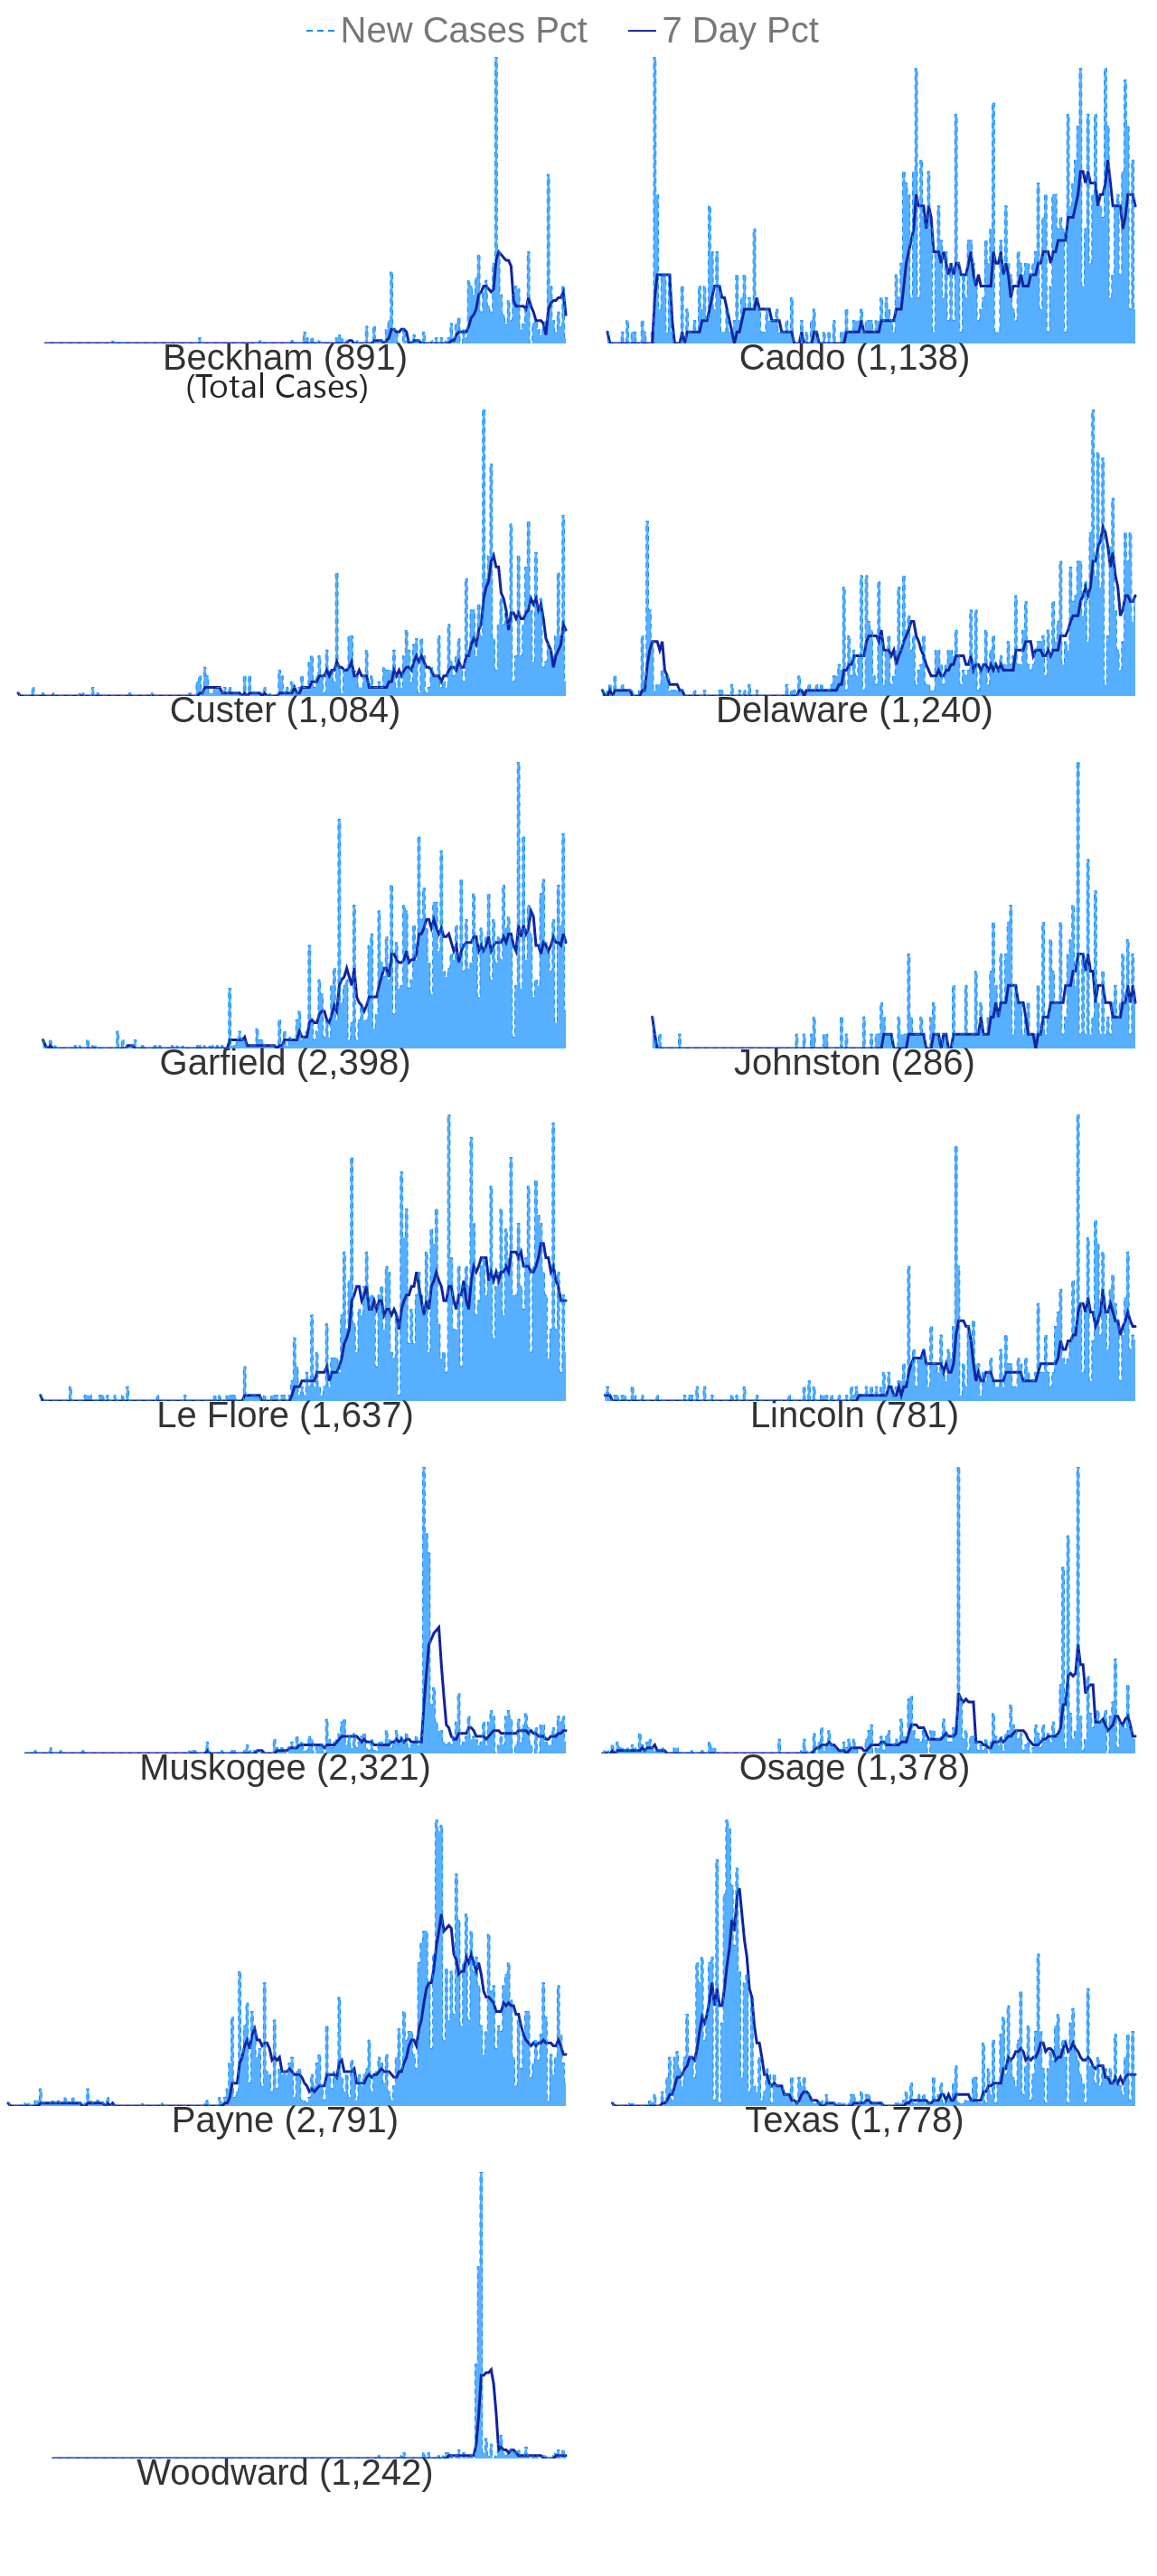 New Cases Pct 7 Day Pct
Beckham (891) Caddo (1,138)
(Total Cases)
Custer (1,084) Delaware (1,240)
Garfield (2,398) Johnston (286)
Le Flore (1,637) Lincoln (781)
Muskogee (2,321) Osage (1,378)
Payne (2,791) Texas (1,778)
Woodward (1,242)